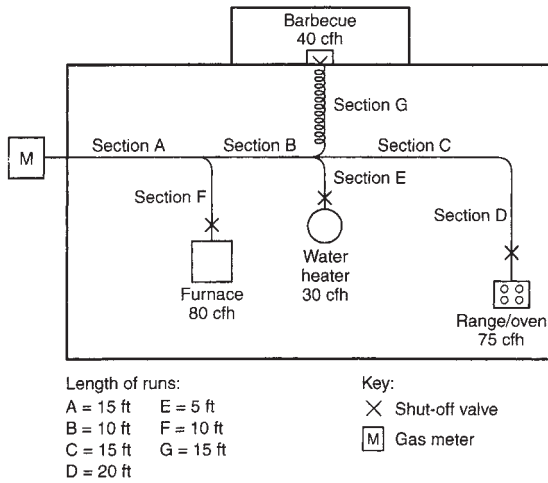 Barbecue
40 cfh
Section G
M
Section A
Section B
Section C
Section F
Section E
Section D
Furnace
80 cfh
Water
heater
30 cfh
Range/oven
75 cfh
Length of runs:
A = 15 ft E = 5 ft
B = 10 ft F = 10 ft
C = 15 ft G = 15 ft
D = 20 ft
Key:
Shut-off valve
M Gas meter